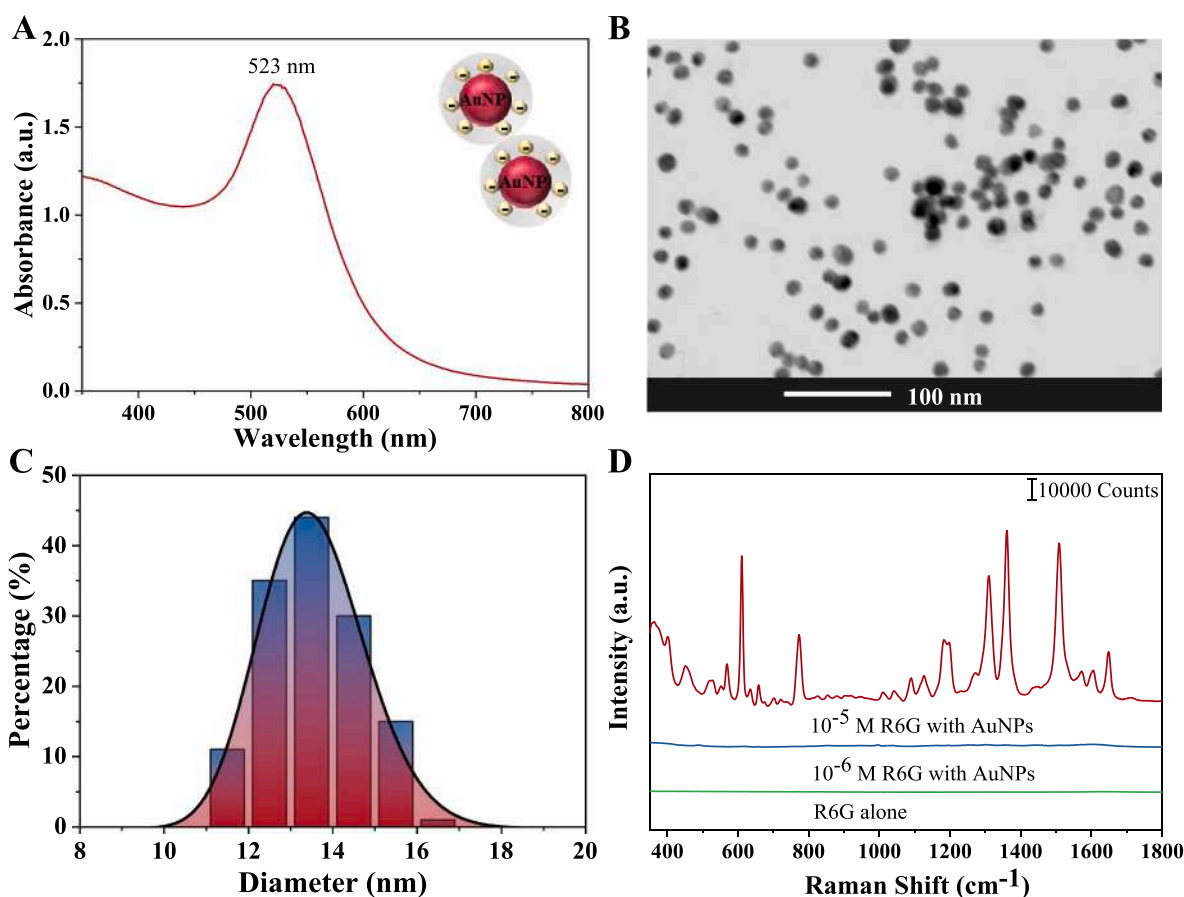 A
2.0
1.5
1.0
0.5
0.0
Absorbance (a.u.)
523 nm
AuNP
AuNP
400
500
600
700
800
Wavelength (nm)
B
100 nm
C
50
40
30
20
10
0
Percentage (%)
8
10
12
14
16
18
20
Diameter (nm)
D
10000 Counts
Intensity (a.u.)
10⁻⁵ M R6G with AuNPs
10⁻⁶ M R6G with AuNPs
R6G alone
400
600
800
1000
1200
1400
1600
1800
Raman Shift (cm⁻¹)